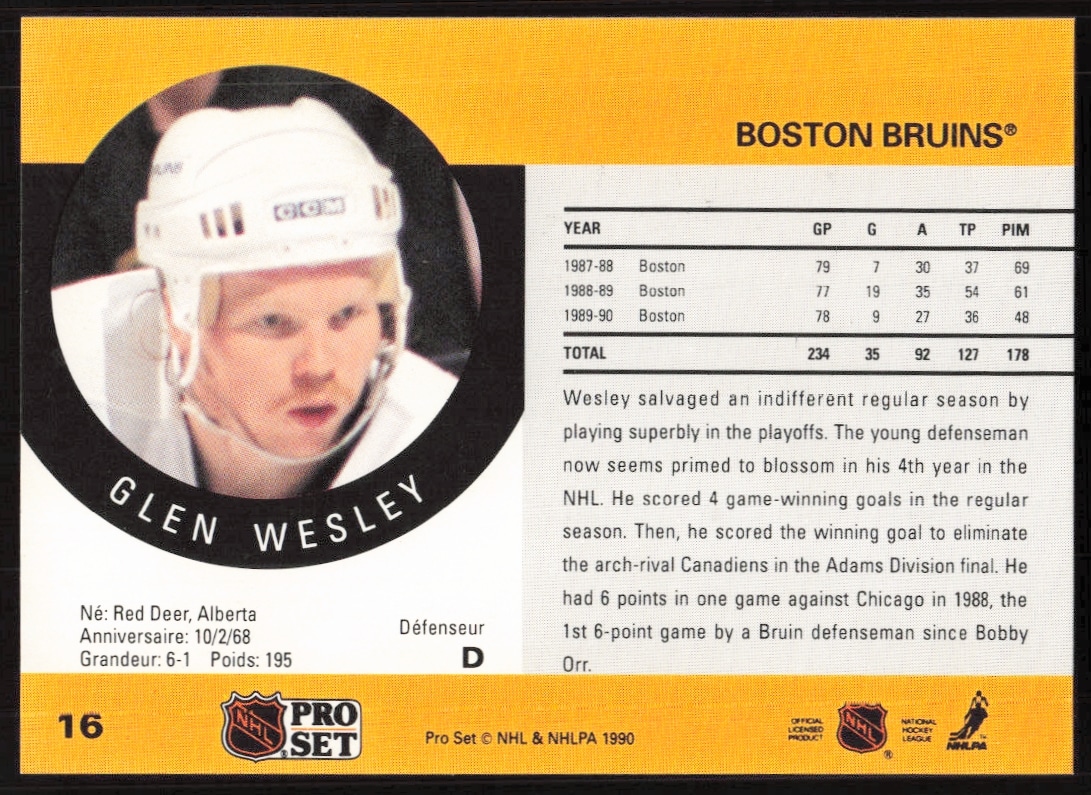 BOSTON BRUINS®
CCM
GLEN WESLEY
YEAR GP G A TP PIM
1987-88 Boston 79 7 30 37 69
1988-89 Boston 77 19 35 54 61
1989-90 Boston 78 9 27 36 48
TOTAL 234 35 92 127 178
Wesley salvaged an indifferent regular season by
playing superbly in the playoffs. The young defenseman
now seems primed to blossom in his 4th year in the
NHL. He scored 4 game-winning goals in the regular
season. Then, he scored the winning goal to eliminate
the arch-rival Canadiens in the Adams Division final. He
had 6 points in one game against Chicago in 1988, the
1st 6-point game by a Bruin defenseman since Bobby
Orr.
Né: Red Deer, Alberta
Anniversaire: 10/2/68
Grandeur: 6-1 Poids: 195
Défenseur
D
16
NHL
®
PRO
SET
Pro Set © NHL & NHLPA 1990
OFFICIAL
LICENSED
PRODUCT
NHL
®
NATIONAL
HOCKEY
LEAGUE
NHLPA
™